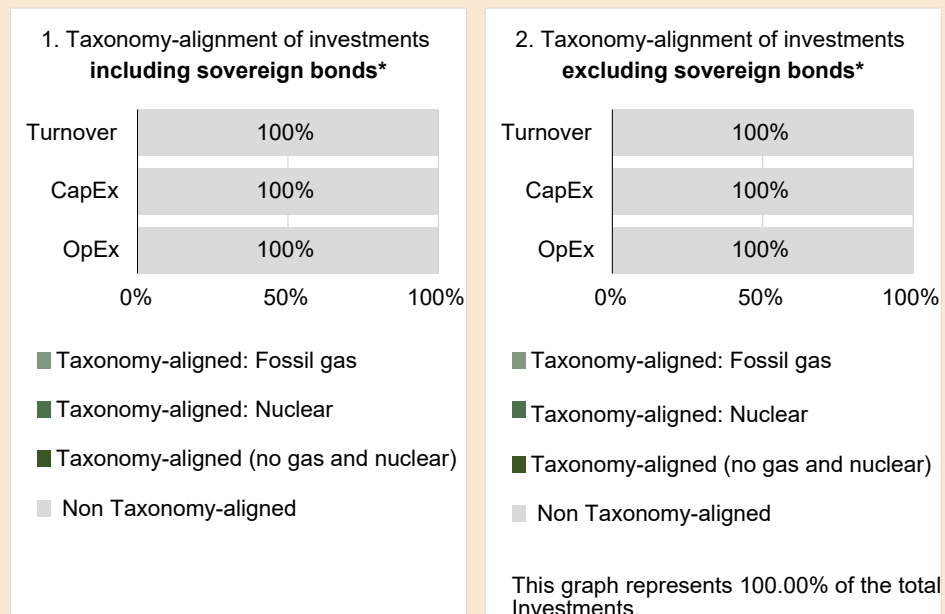 1. Taxonomy-alignment of investments
including sovereign bonds*
Turnover 100%
CapEx 100%
OpEx 100%
0% 50% 100%
Taxonomy-aligned: Fossil gas
Taxonomy-aligned: Nuclear
Taxonomy-aligned (no gas and nuclear)
Non Taxonomy-aligned
2. Taxonomy-alignment of investments
excluding sovereign bonds*
Turnover 100%
CapEx 100%
OpEx 100%
0% 50% 100%
Taxonomy-aligned: Fossil gas
Taxonomy-aligned: Nuclear
Taxonomy-aligned (no gas and nuclear)
Non Taxonomy-aligned
This graph represents 100.00% of the total
Investments.